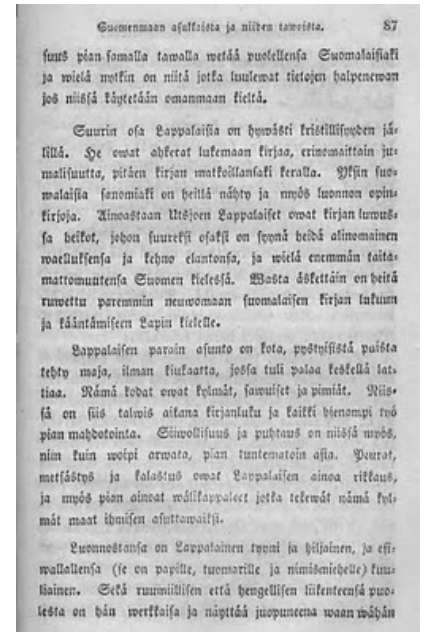 Suomenmaan asukkaista ja niiden tawoista. 87
suus pian samalla tawalla wetää puolellensa Suomalaisiaki
ja wielä nytkin on niitä jotka luulewat tietojen halpenewan
jos niissä käytetään omanmaan kieltä.
Suurin osa Lappalaisia on hywästi kristillisyyden jä-
lillä. He owat ahkerat lukemaan kirjaa, erinomaittain ju-
malisuutta, pitäen kirjan matkoillansaki keralla. Yksin suo-
malaisia sanomiaki on heillä nähty ja myös luonnon opin-
kirjoja. Ainoastaan Utsjoen Lappalaiset owat kirjan luwus-
sa heikot, johon suureksi osaksi on syynä heidä alinomainen
waelluksensa ja kehno elantonsa, ja wielä enemmän taita-
mattomuutensa Suomen kielessä. Wasta äskettäin on heitä
ruwettu paremmin neuwomaan suomalaisen kirjan lukuun
ja kääntämiseen Lapin kielelle.
Lappalaisen paroin asunto on kota, pystyisistä puista
tehty maja, ilman kiukaatta, jossa tuli palaa keskellä lat-
tiaa. Nämä kodat owat kylmät, sawuiset ja pimiät. Niis-
sä on siis talwis aikana kirjanluku ja kaikki hienompi työ
pian mahdotointa. Siiwollisuus ja puhtaus on niissä myös,
niin kuin woipi arwata, pian tuntematoin asia. Peurat,
metsästys ja kalastus owat Lappalaisen ainoa rikkaus,
ja myös pian ainoat wälikappaleet jotka tekewät nämä kyl-
mät maat ihmisen asuttawaiksi.
Luonnostansa on Lappalainen tyyni ja hiljainen, ja esi-
wallallensa (se on papille, tuomarille ja nimismiehelle) kuu-
liainen. Sekä ruumiillisen että hengellisen liikenteensä puo-
lesta on hän werkkaisa ja näyttää juopuneena waan wähän